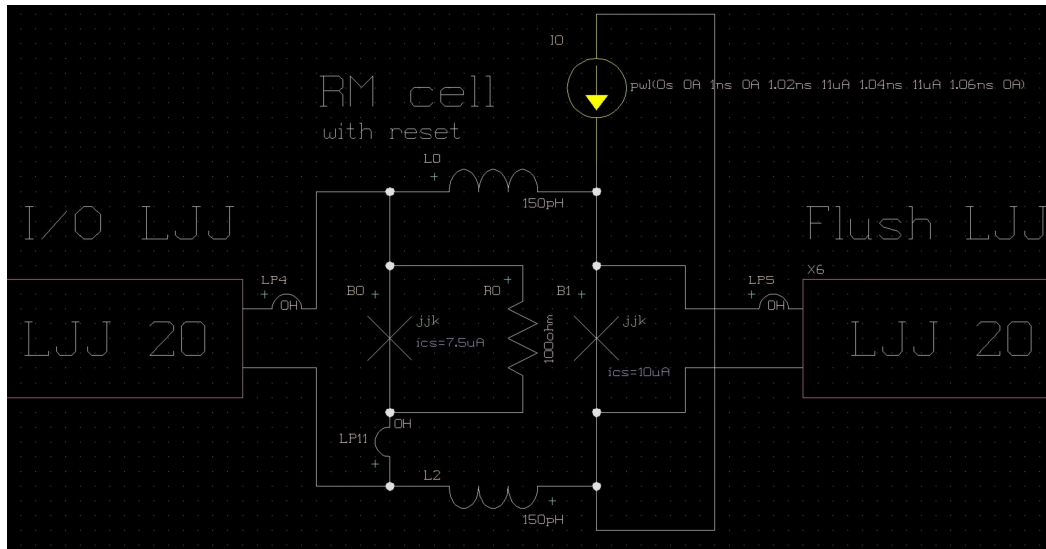 I0
pwl(0s 0A 1ns 0A 1.02ns 11uA 1.04ns 11uA 1.06ns 0A)
RM cell
with reset
L0
150pH
I/O LJJ
Flush LJJ
X6
LP4
0H
B0
R0
B1
LP5
0H
LJJ 20
jjk
ics=7.5uA
100ohm
jjk
ics=10uA
LJJ 20
0H
LP11
L2
150pH